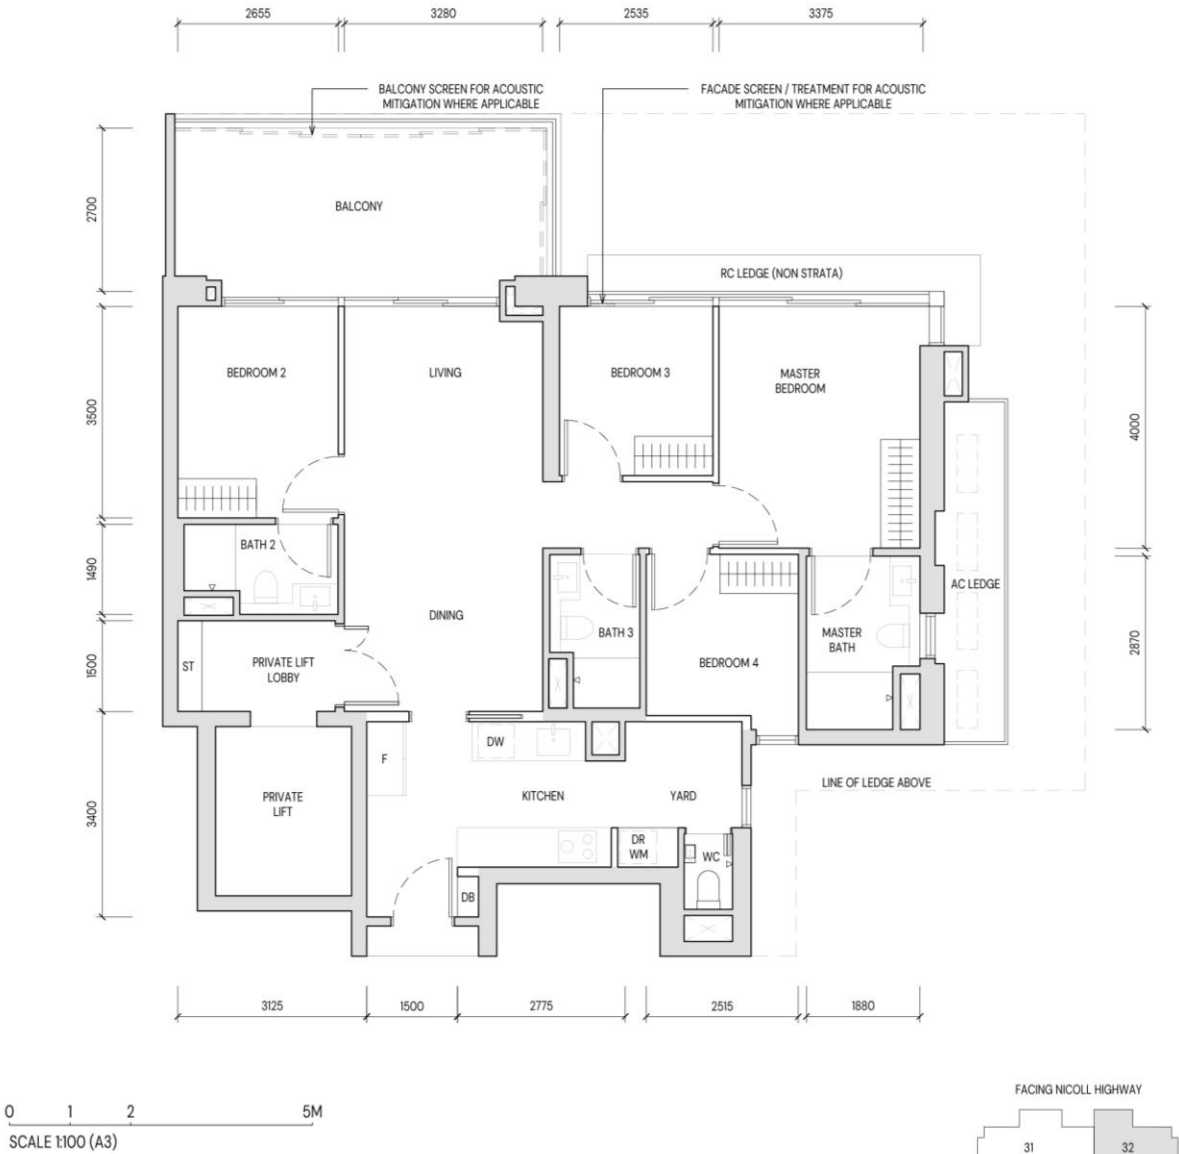 2655
3280
2535
3375
BALCONY SCREEN FOR ACOUSTIC
MITIGATION WHERE APPLICABLE
FACADE SCREEN / TREATMENT FOR ACOUSTIC
MITIGATION WHERE APPLICABLE
2700
BALCONY
RC LEDGE (NON STRATA)
3500
BEDROOM 2
LIVING
BEDROOM 3
MASTER
BEDROOM
4000
1490
BATH 2
AC LEDGE
DINING
BATH 3
MASTER
BATH
2870
1500
ST
PRIVATE LIFT
LOBBY
BEDROOM 4
DW
F
3400
PRIVATE
LIFT
KITCHEN
YARD
LINE OF LEDGE ABOVE
DR
WM
WC
DB
3125
1500
2775
2515
1880
0 1 2 5M
SCALE 1:100 (A3)
FACING NICOLL HIGHWAY
31
32